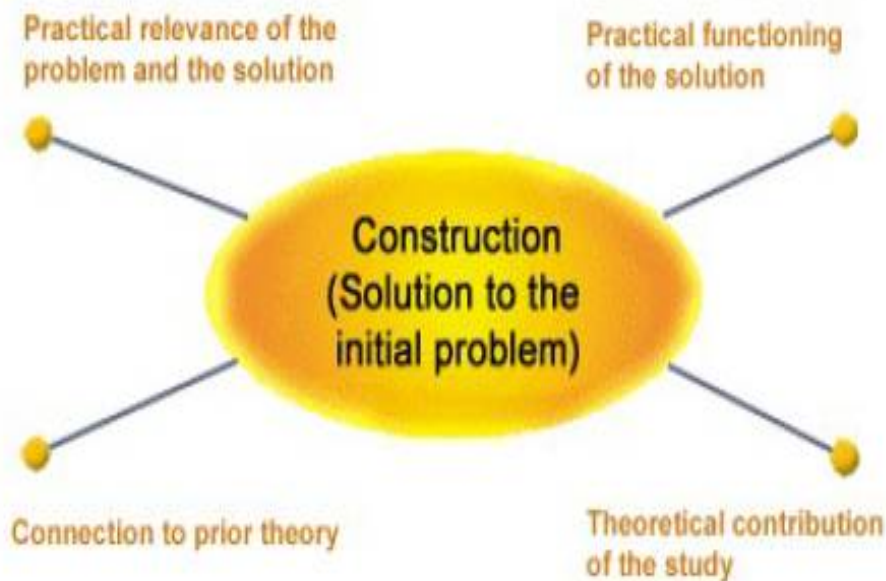 Practical relevance of the
problem and the solution
Practical functioning
of the solution
Construction
(Solution to the
initial problem)
Connection to prior theory
Theoretical contribution
of the study